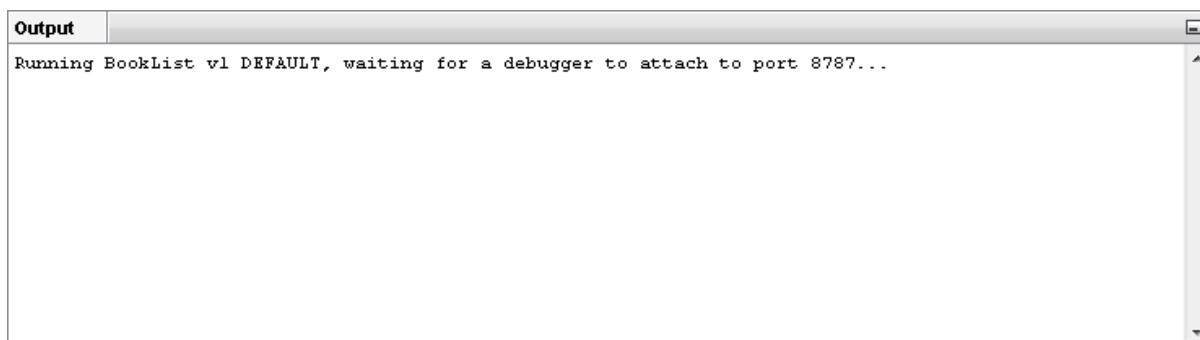 Output
Running BookList v1 DEFAULT, waiting for a debugger to attach to port 8787...